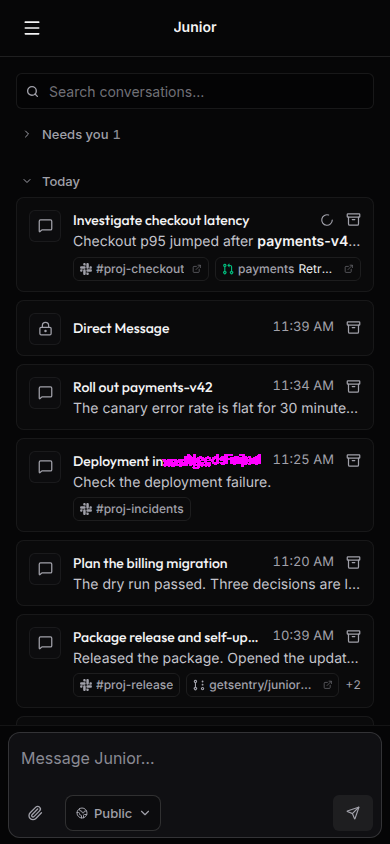 Junior
Search conversations...
Needs you 1
Today
Investigate checkout latency
Checkout p95 jumped after payments-v4...
#proj-checkout
payments Retr...
Direct Message
11:39 AM
Roll out payments-v42
11:34 AM
The canary error rate is flat for 30 minute...
Deployment
11:25 AM
Check the deployment failure.
#proj-incidents
Plan the billing migration
11:20 AM
The dry run passed. Three decisions are l...
Package release and self-up...
10:39 AM
Released the package. Opened the updat...
#proj-release
getsentry/junior...
+2
Message Junior...
Public